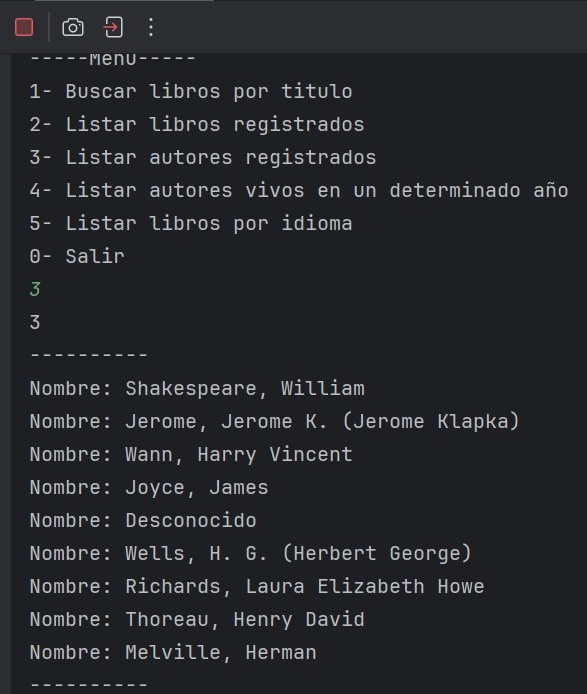 -----Menu-----
1- Buscar libros por titulo
2- Listar libros registrados
3- Listar autores registrados
4- Listar autores vivos en un determinado año
5- Listar libros por idioma
0- Salir
3
3
----------
Nombre: Shakespeare, William
Nombre: Jerome, Jerome K. (Jerome Klapka)
Nombre: Wann, Harry Vincent
Nombre: Joyce, James
Nombre: Desconocido
Nombre: Wells, H. G. (Herbert George)
Nombre: Richards, Laura Elizabeth Howe
Nombre: Thoreau, Henry David
Nombre: Melville, Herman
----------